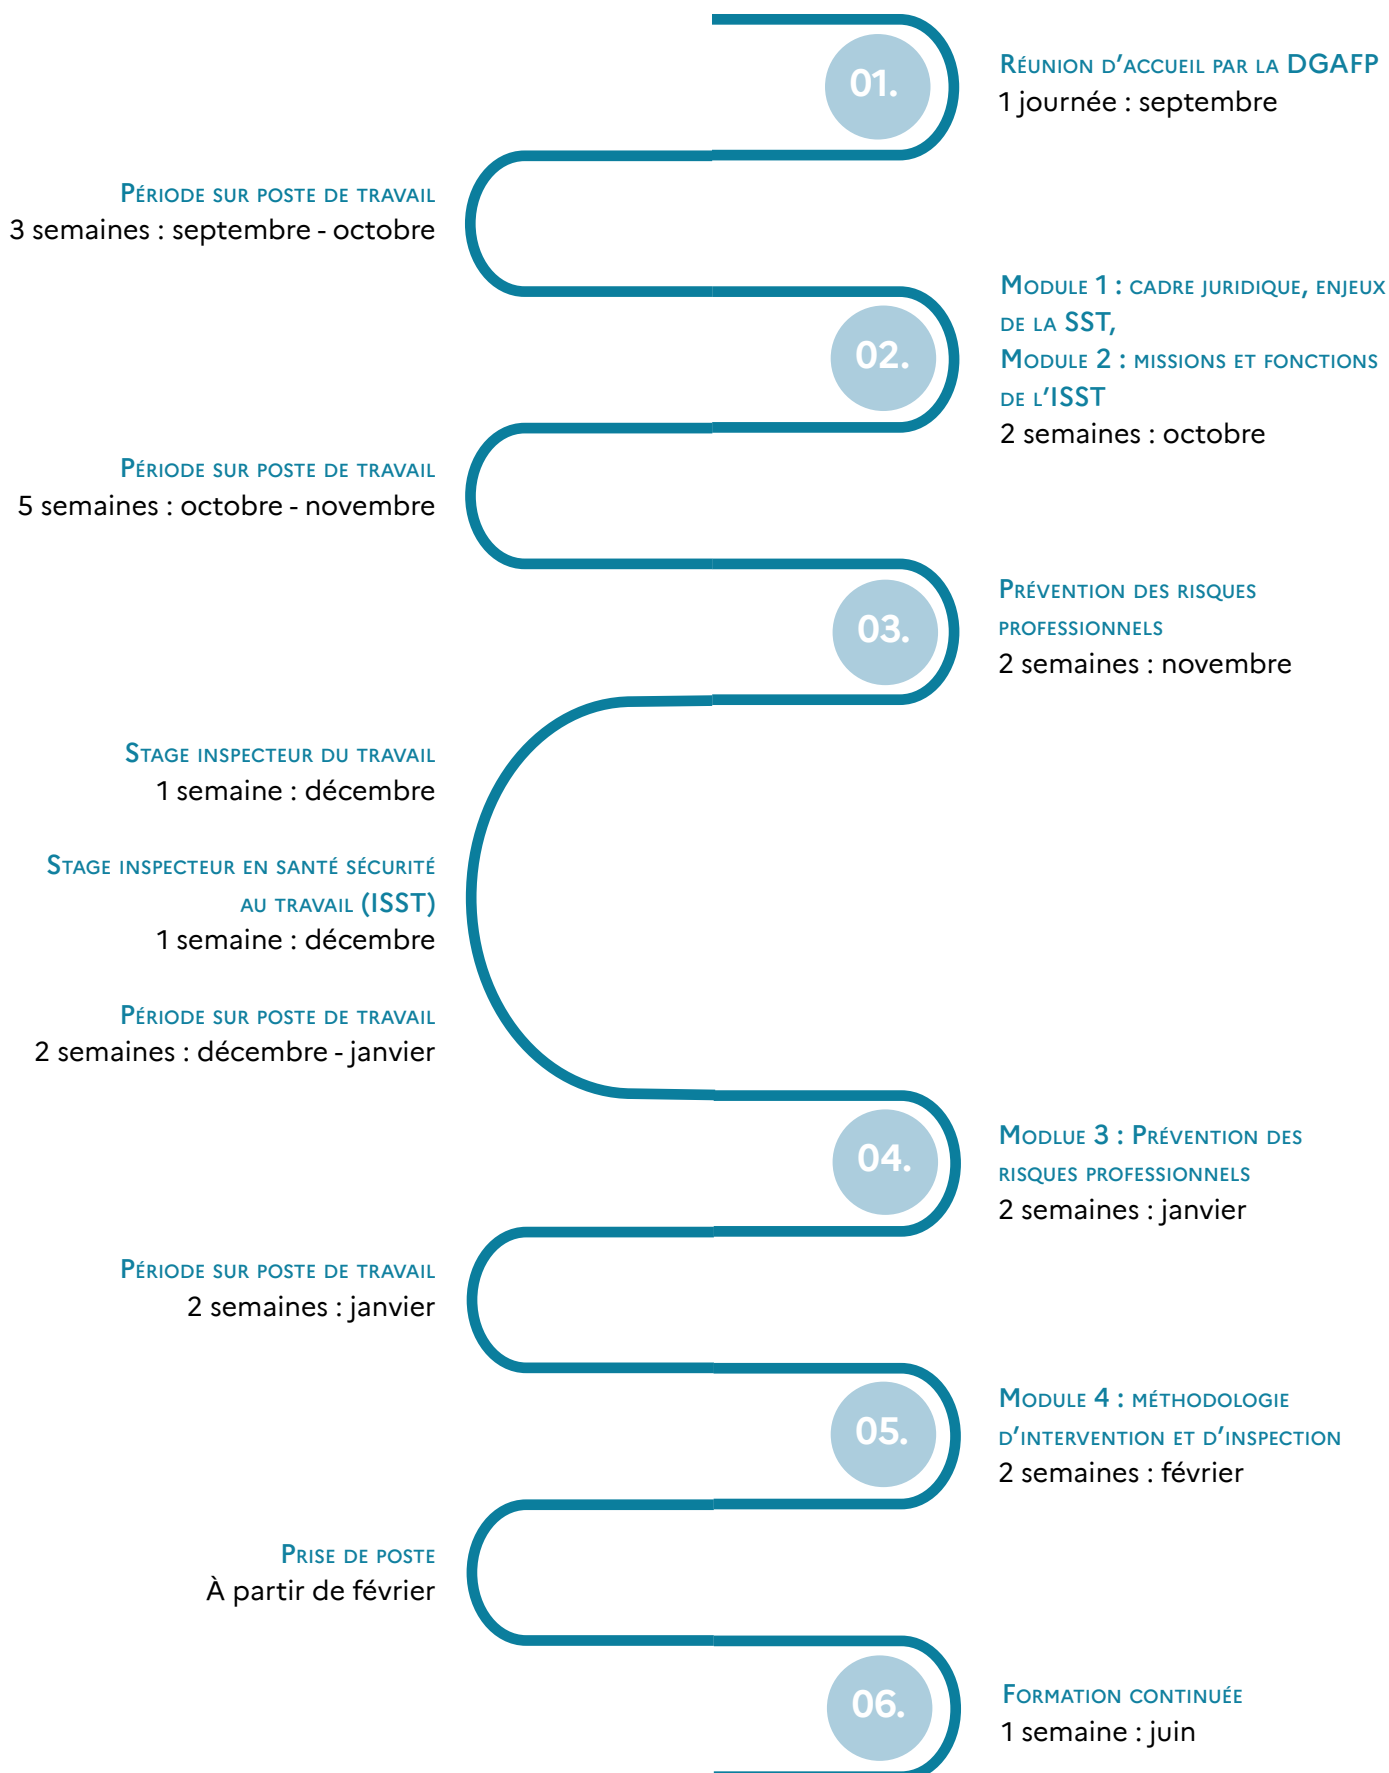 01.
Réunion d'accueil par la DGAFP
1 journée : septembre
Période sur poste de travail
3 semaines : septembre - octobre
02.
Module 1 : cadre juridique, enjeux
de la SST,
Module 2 : missions et fonctions
de l'ISST
2 semaines : octobre
Période sur poste de travail
5 semaines : octobre - novembre
03.
Prévention des risques
professionnels
2 semaines : novembre
Stage inspecteur du travail
1 semaine : décembre
Stage inspecteur en santé sécurité
au travail (ISST)
1 semaine : décembre
Période sur poste de travail
2 semaines : décembre - janvier
04.
Modlue 3 : Prévention des
risques professionnels
2 semaines : janvier
Période sur poste de travail
2 semaines : janvier
05.
Module 4 : méthodologie
d'intervention et d'inspection
2 semaines : février
Prise de poste
À partir de février
06.
Formation continuée
1 semaine : juin